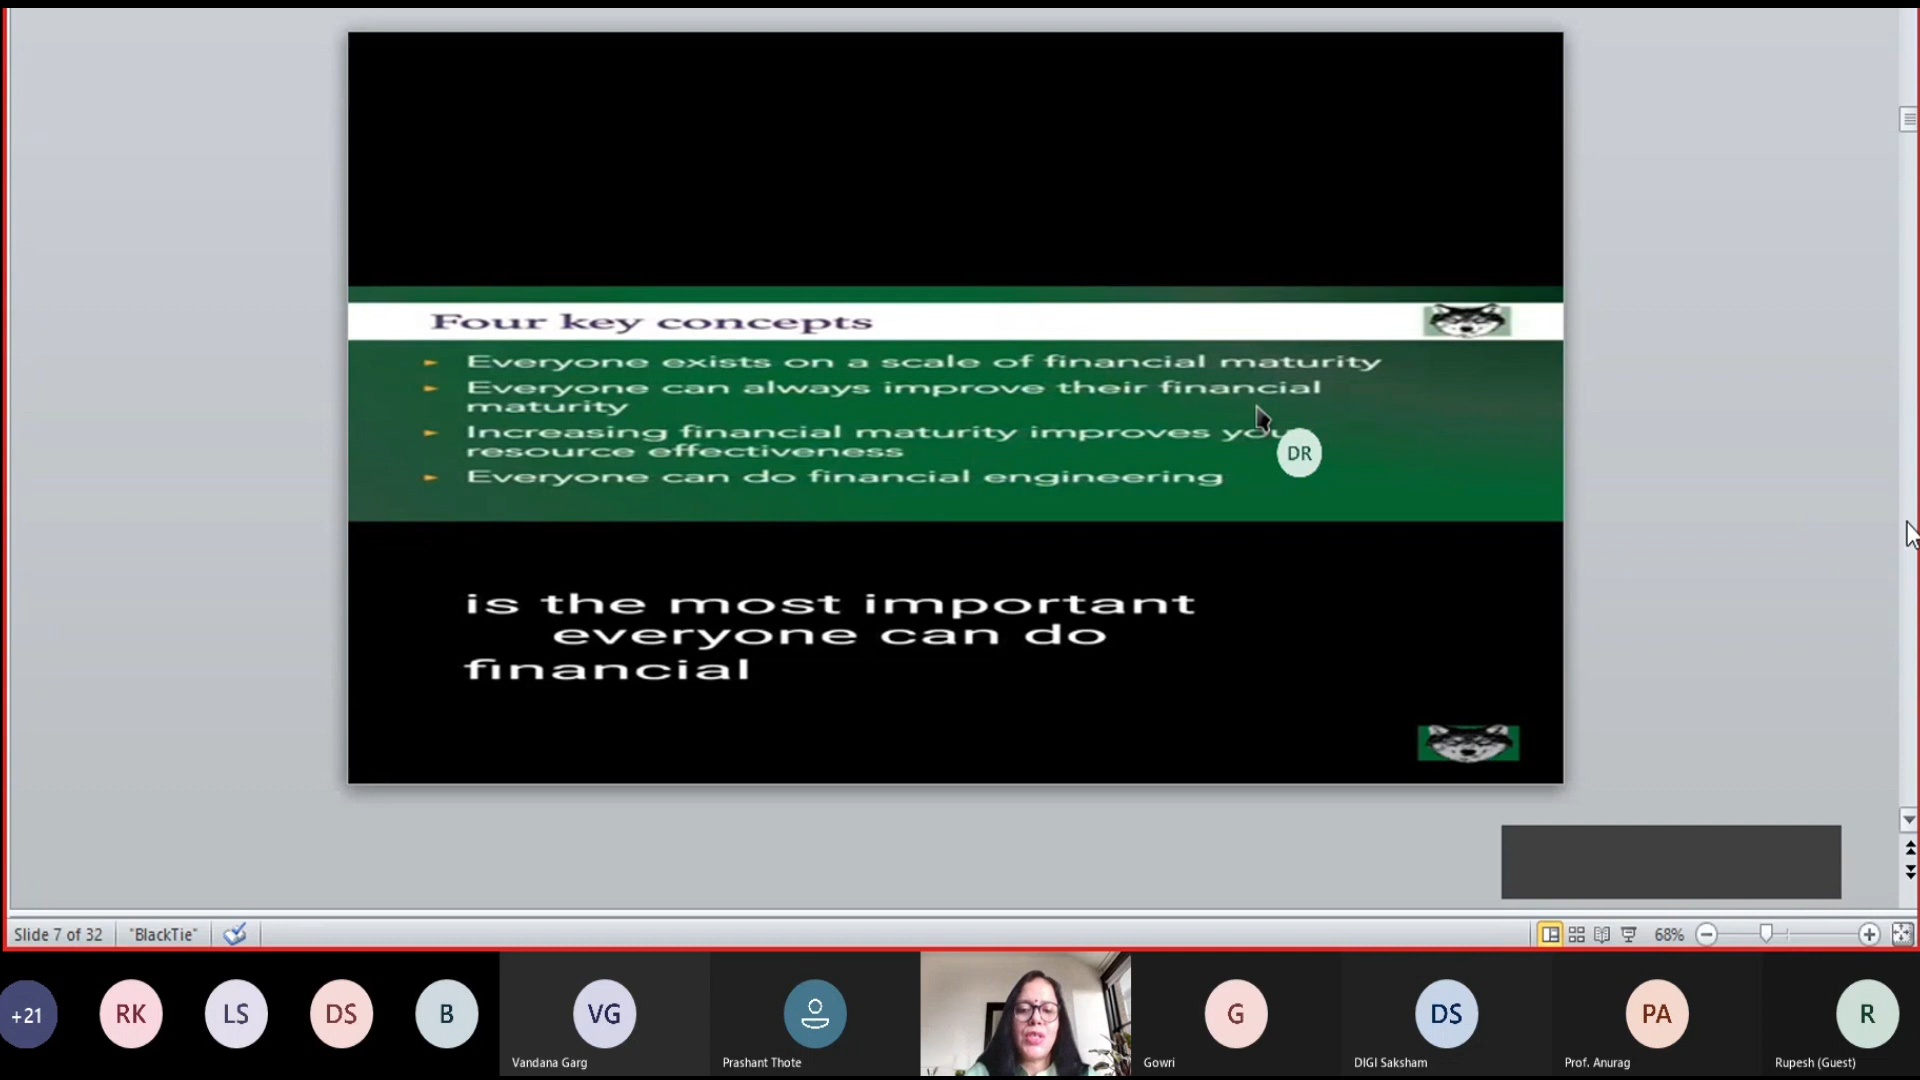 Four key concepts
Everyone exists on a scale of financial maturity
Everyone can always improve their financial
maturity
Increasing financial maturity improves you
resource effectiveness
Everyone can do financial engineering
DR
is the most important
everyone can do
financial
Slide 7 of 32
"BlackTie"
68%
+21
RK
LS
DS
B
VG
G
DS
PA
R
Vandana Garg
Prashant Thote
Gowri
DIGI Saksham
Prof. Anurag
Rupesh (Guest)